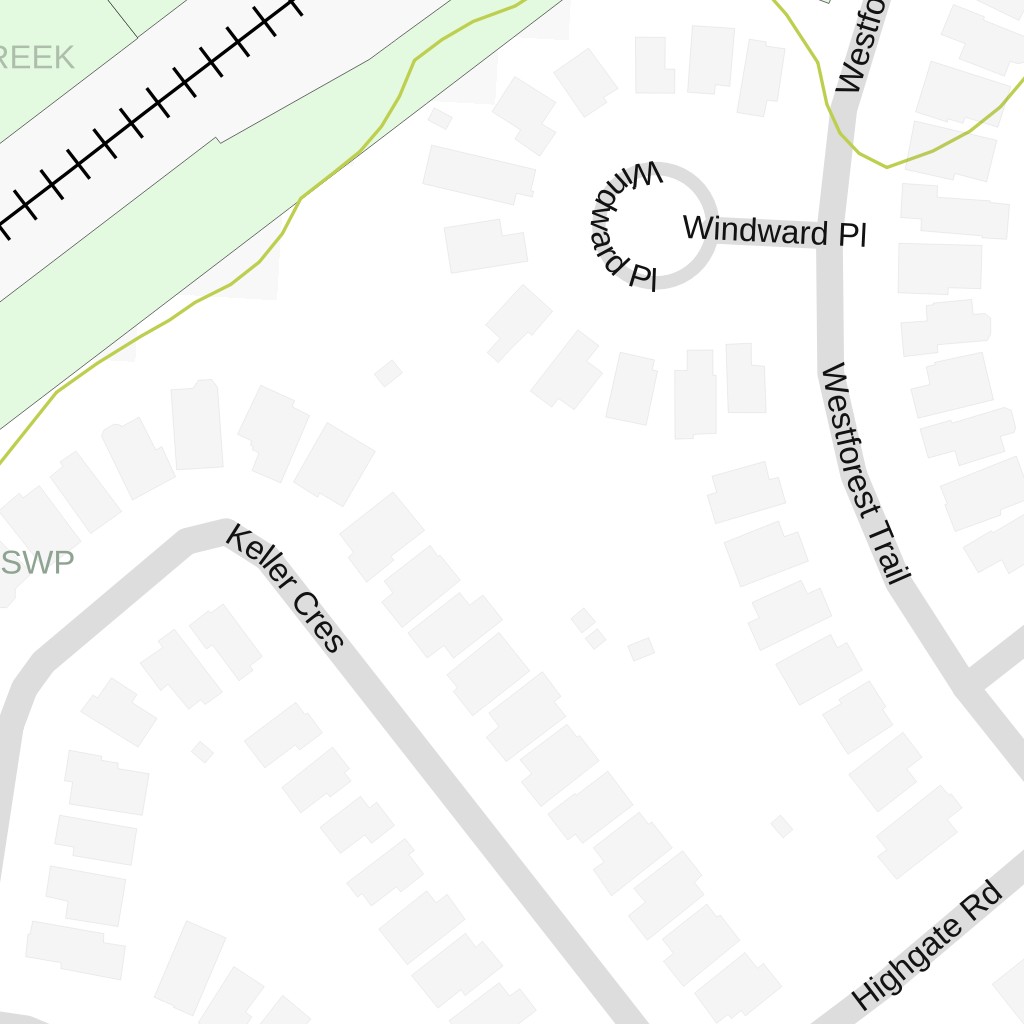 REEK
Westfo
Windward Pl
Windward Pl
Westforest Trail
Keller Cres
SWP
Highgate Rd